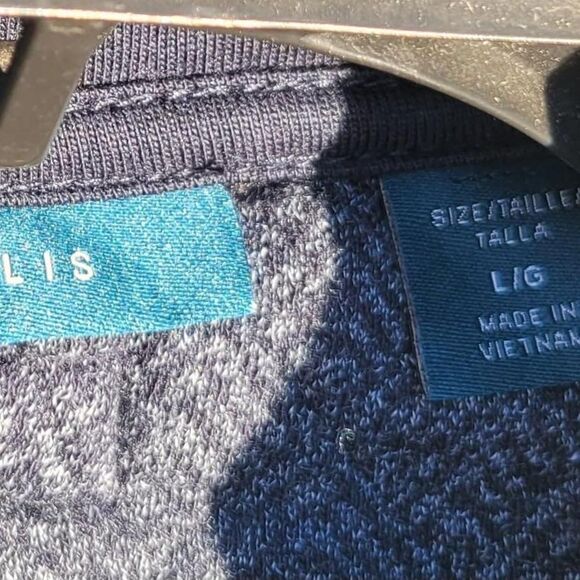 LIS
SIZE/TAILLE
TALLA
L/G
MADE IN
VIETNAM